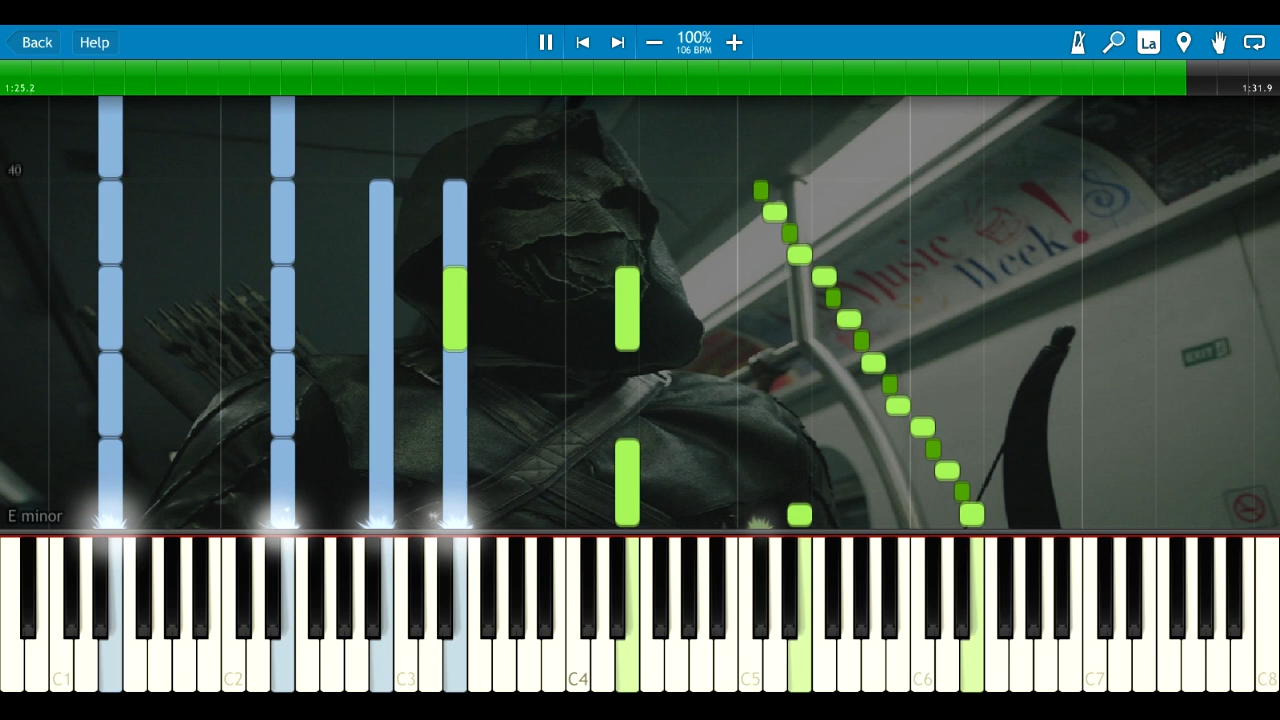 Back
Help
100%
106 BPM
La
1:25.2
1:31.9
40
Music
Week!
EXIT
E minor
C1
C2
C3
C4
C5
C6
C7
C8